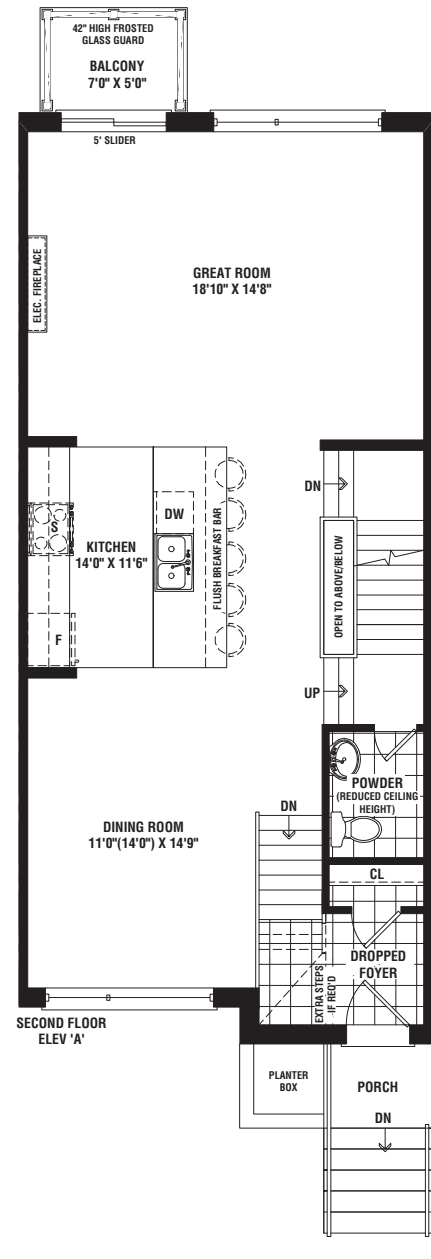 42" HIGH FROSTED
GLASS GUARD
BALCONY
7'0" X 5'0"
5' SLIDER
ELEC. FIREPLACE
GREAT ROOM
18'10" X 14'8"
DN
S
DW
KITCHEN
14'0" X 11'6"
FLUSH BREAKFAST BAR
OPEN TO ABOVE/BELOW
F
UP
POWDER
(REDUCED CEILING
HEIGHT)
DN
DINING ROOM
11'0"(14'0") X 14'9"
CL
DROPPED
FOYER
EXTRA STEPS
IF REQ'D
SECOND FLOOR
ELEV 'A'
PLANTER
BOX
PORCH
DN